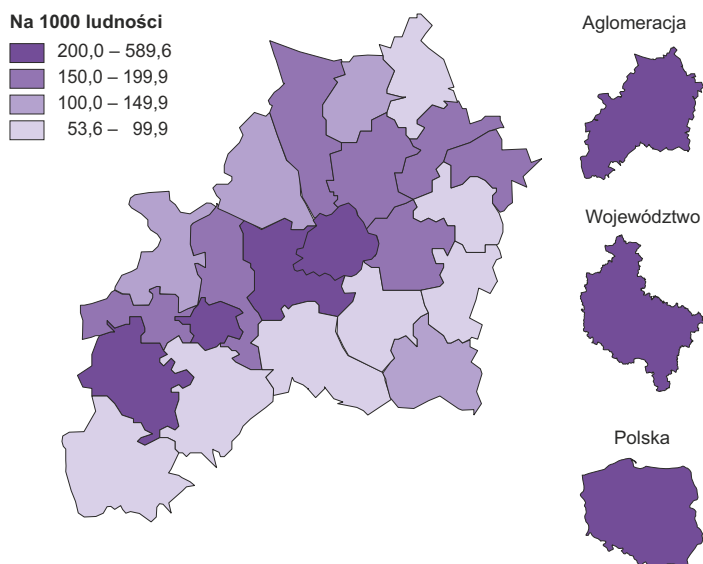 Na 1000 ludności
200,0 – 589,6
150,0 – 199,9
100,0 – 149,9
53,6 – 99,9
Aglomeracja
Województwo
Polska